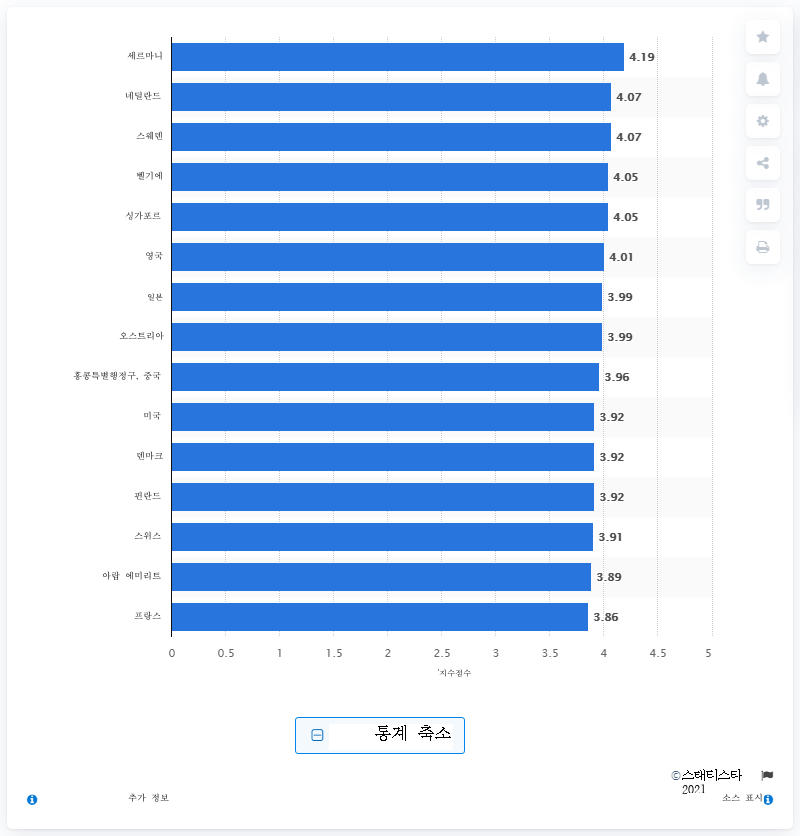 세르마니 4.19
네덜란드 4.07
스웨덴 4.07
벨기에 4.05
싱가포르 4.05
영국 4.01
일본 3.99
오스트리아 3.99
홍콩특별행정구, 중국 3.96
미국 3.92
덴마크 3.92
핀란드 3.92
스위스 3.91
아랍 에미리트 3.89
프랑스 3.86
0 0.5 1 1.5 2 2.5 3 3.5 4 4.5 5
'지수점수
통계 축소
©스태티스타
2021
추가 정보 소스 표시